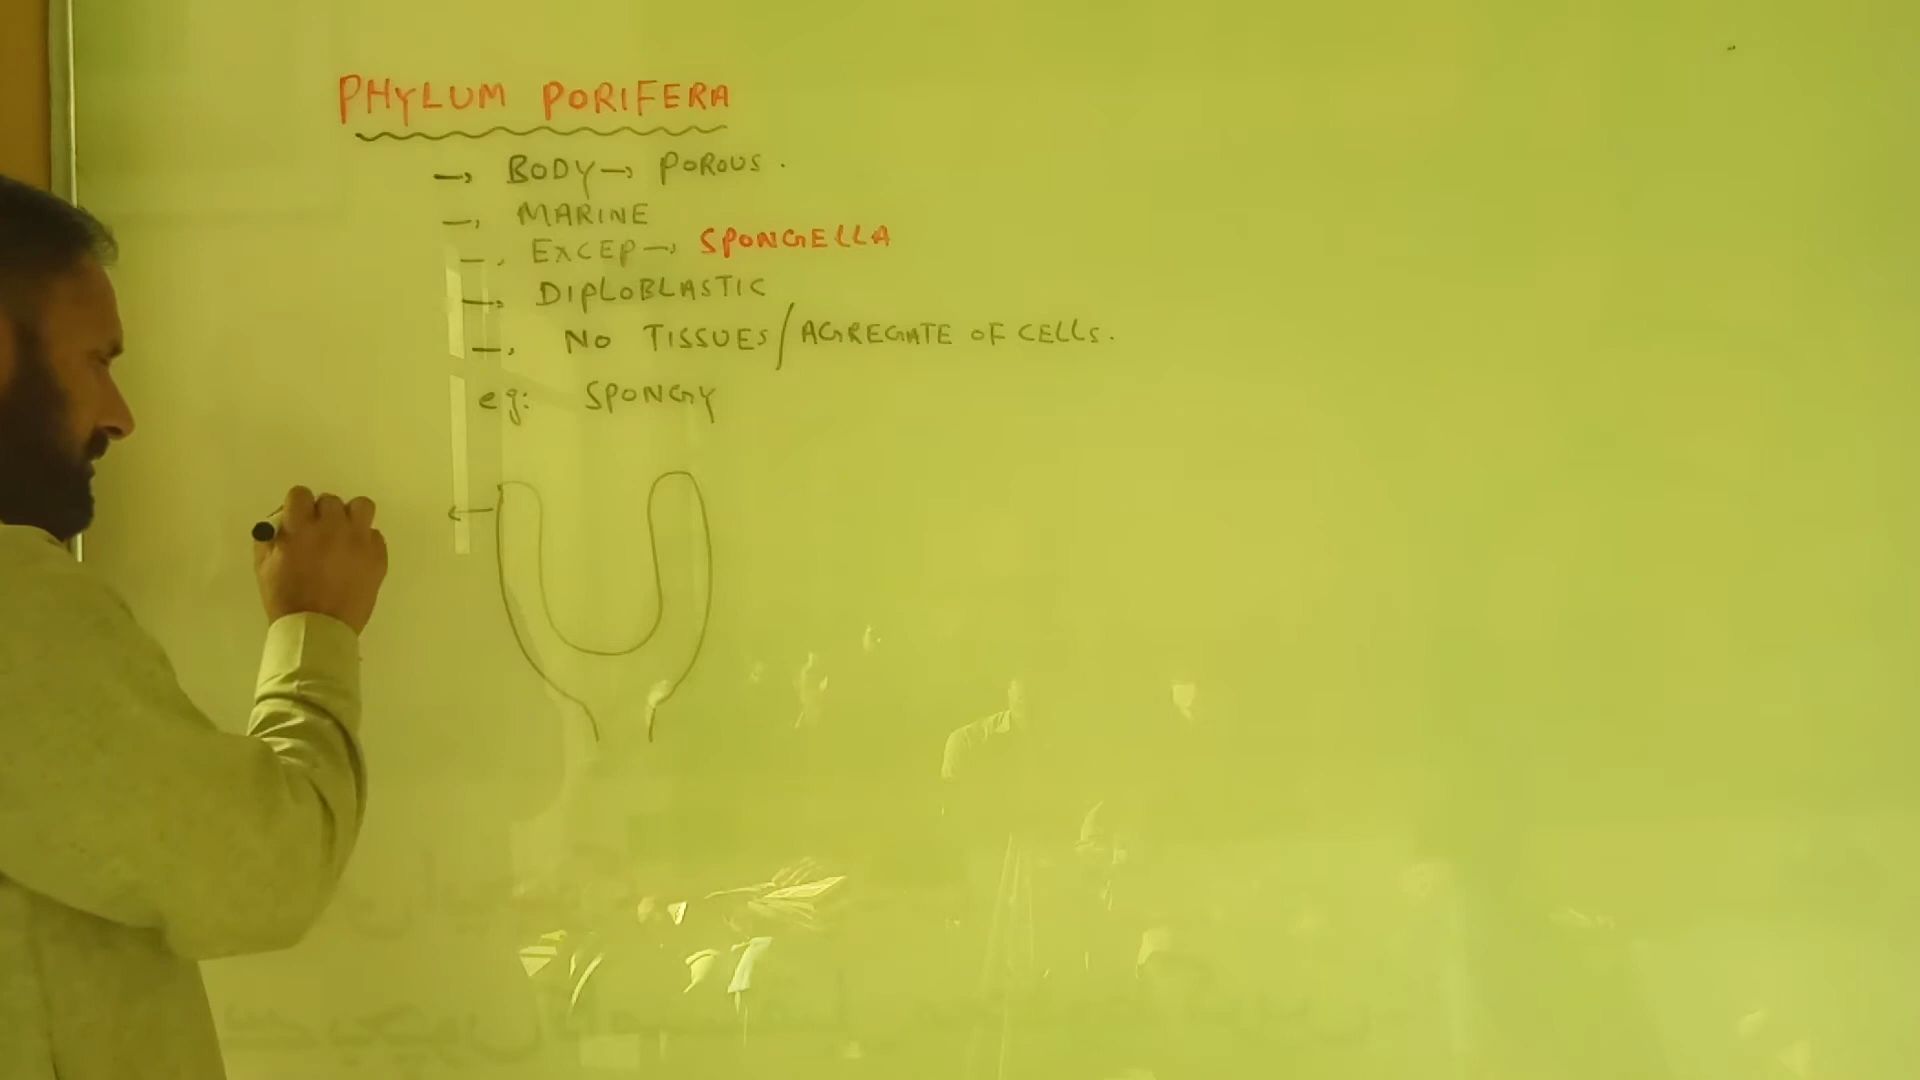 PHYLUM PORIFERA
→ BODY → POROUS.
→ MARINE
→ EXCEP → SPONGELLA
→ DIPLOBLASTIC
→ NO TISSUES / AGREGATE OF CELLS.
eg: SPONGY